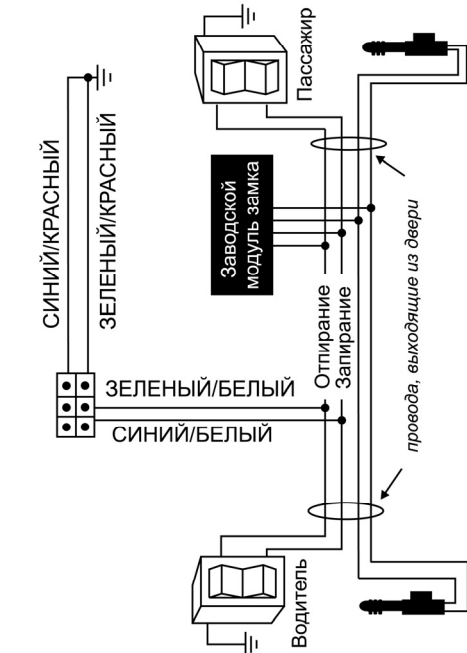 Пассажир
СИНИЙ/КРАСНЫЙ
ЗЕЛЕНЫЙ/КРАСНЫЙ
Заводской
модуль замка
провода, выходящие из двери
Отпирание
Запирание
ЗЕЛЕНЫЙ/БЕЛЫЙ
СИНИЙ/БЕЛЫЙ
Водитель